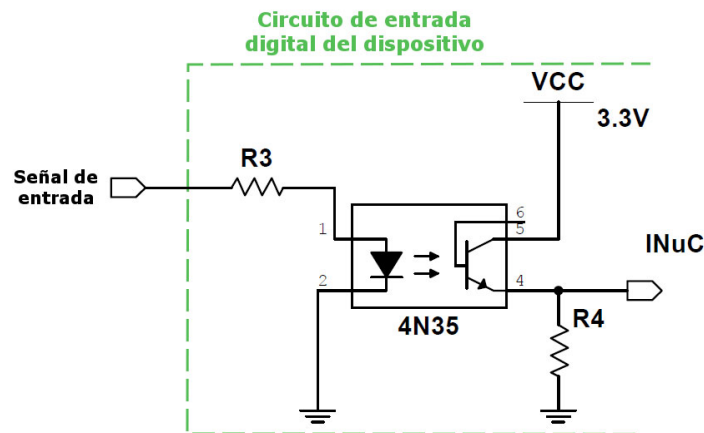 Circuito de entrada
digital del dispositivo
VCC
3.3V
R3
Señal de
entrada
1
6
5
INuC
2
4
4N35
R4